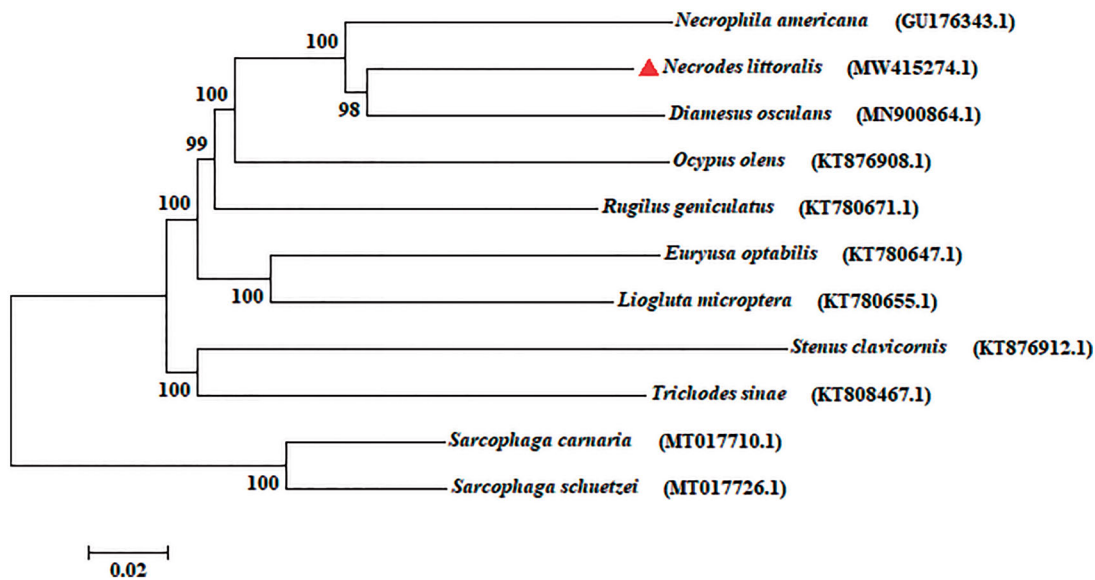 Necrophila americana (GU176343.1)
100
Necrodes littoralis (MW415274.1)
100
98
Diamesus osculans (MN900864.1)
99
Ocypus olens (KT876908.1)
100
Rugilus geniculatus (KT780671.1)
Euryusa optabilis (KT780647.1)
100
Liogluta microptera (KT780655.1)
Stenus clavicornis (KT876912.1)
100
Trichodes sinae (KT808467.1)
Sarcophaga carnaria (MT017710.1)
100
Sarcophaga schuetzei (MT017726.1)
0.02